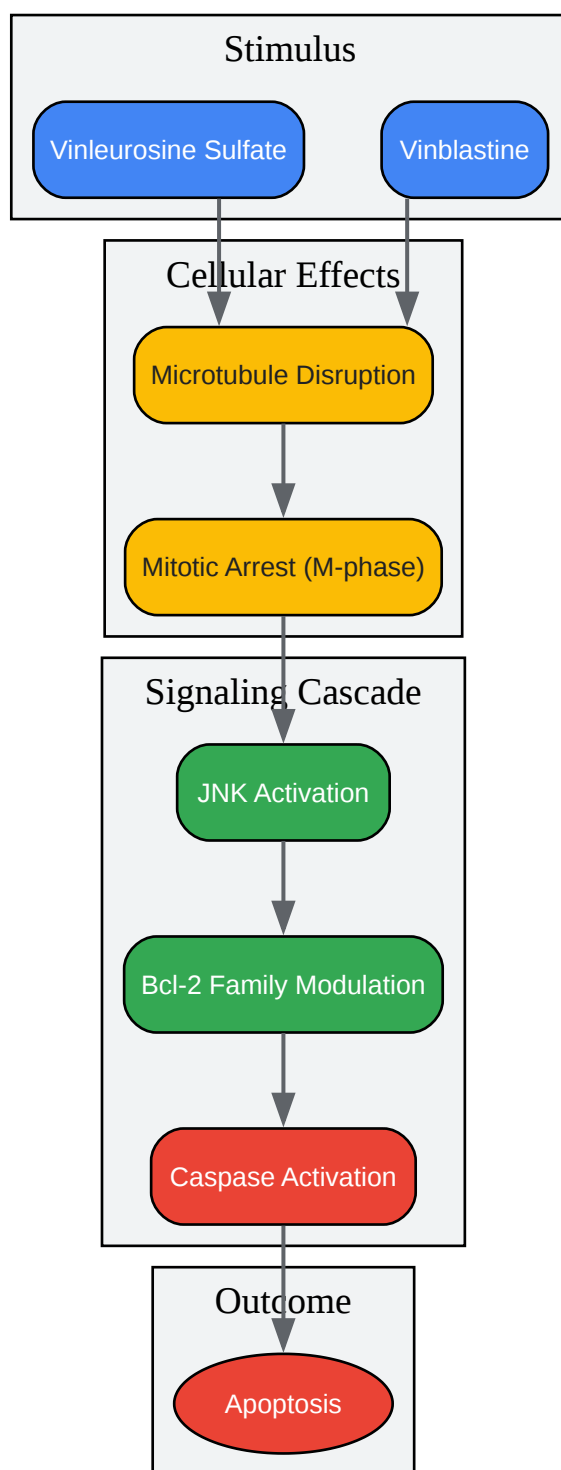 Stimulus
Vinleurosine Sulfate
Vinblastine
Cellular Effects
Microtubule Disruption
Mitotic Arrest (M-phase)
Signaling Cascade
JNK Activation
Bcl-2 Family Modulation
Caspase Activation
Outcome
Apoptosis